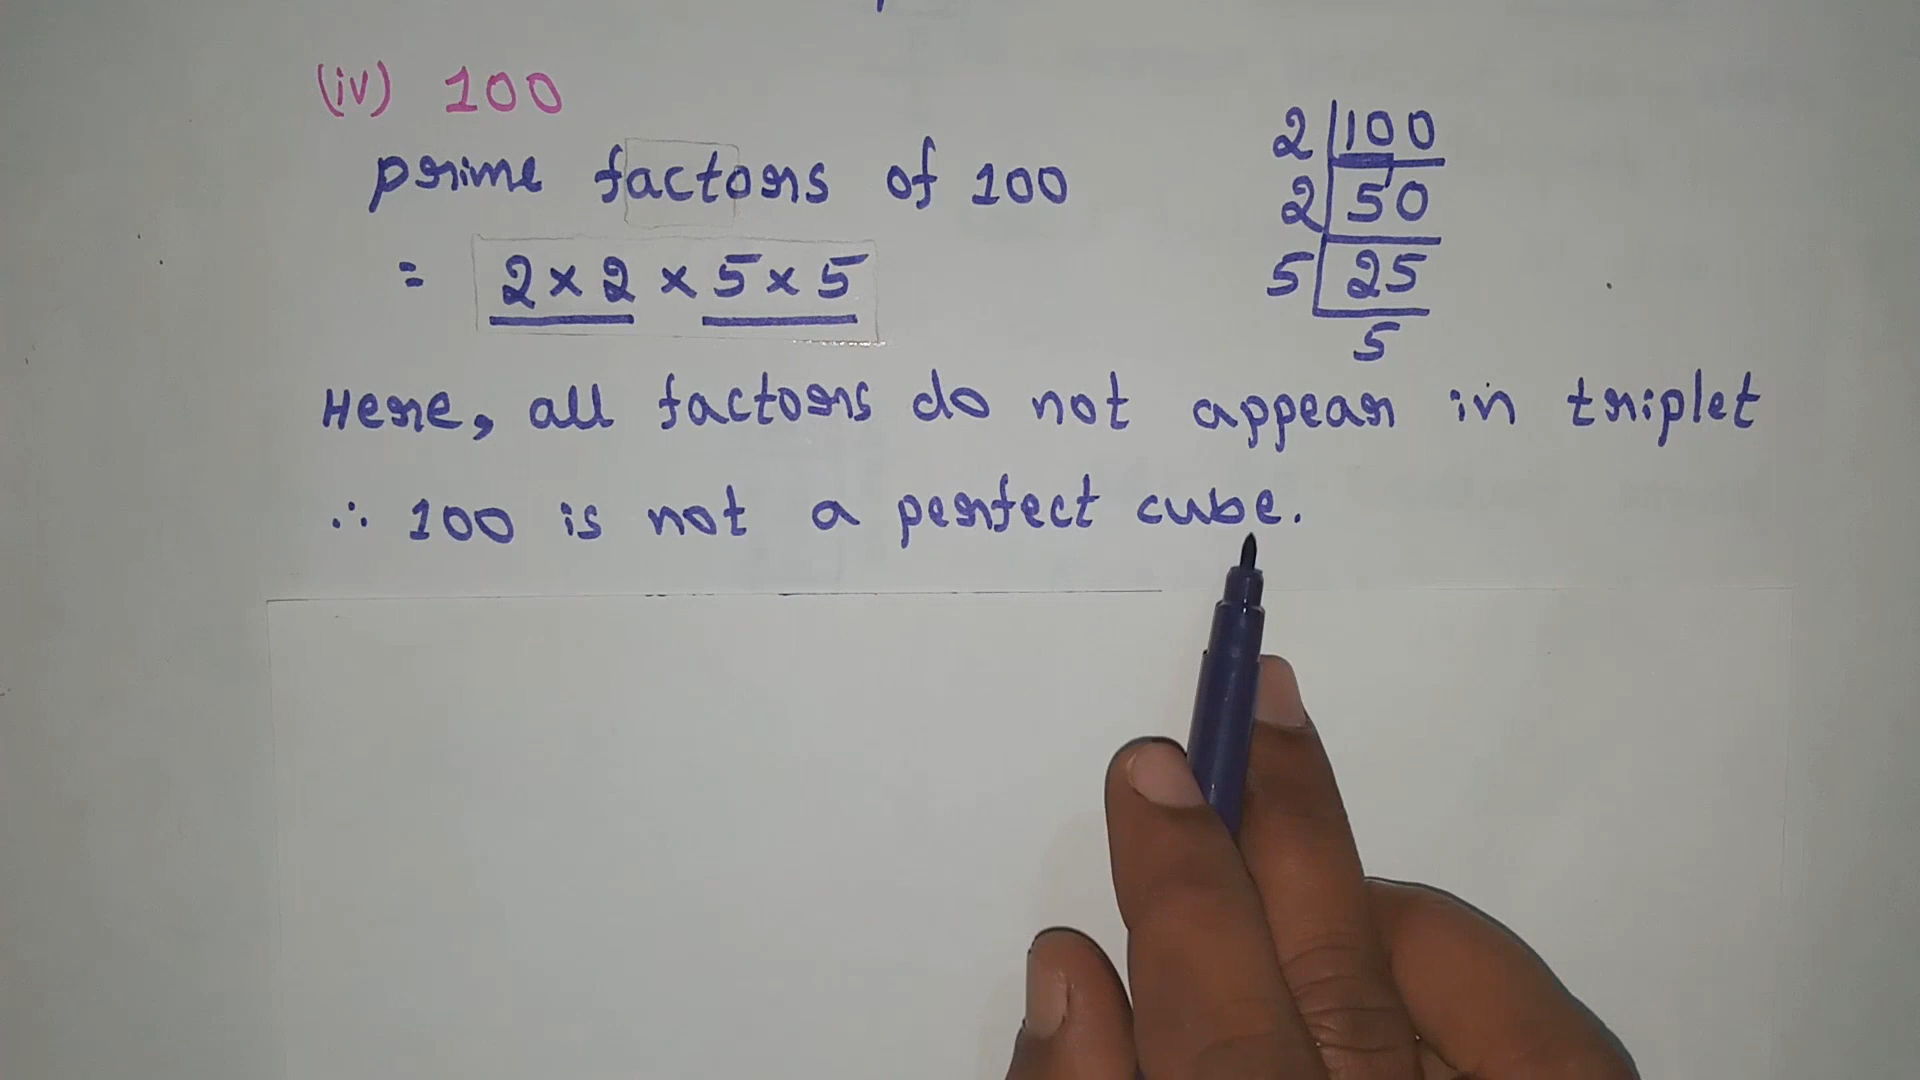 (iv) 100
prime factors of 100
= 2 × 2 × 5 × 5
2 | 100
2 | 50
5 | 25
5
Here, all factors do not appear in triplet
∴ 100 is not a perfect cube.